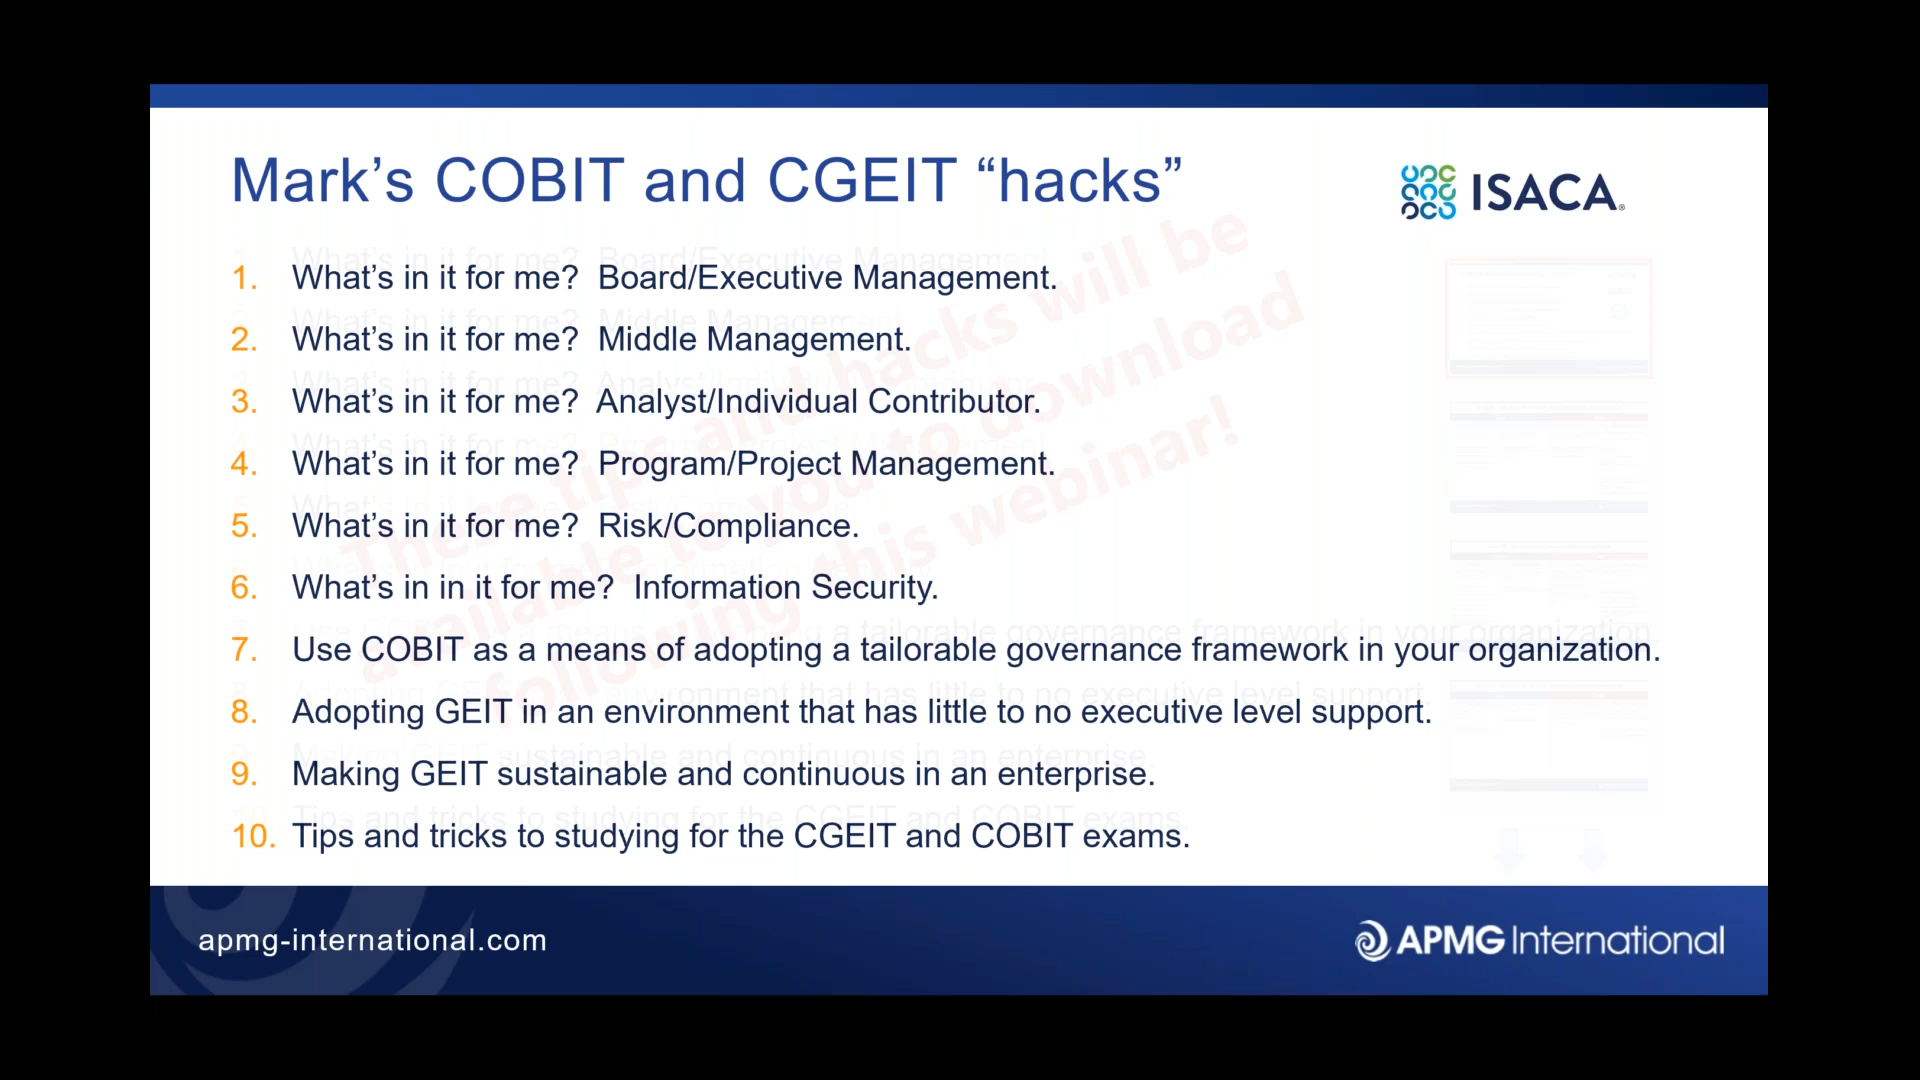 Mark’s COBIT and CGEIT “hacks”
ISACA®
1. What’s in it for me?  Board/Executive Management.
2. What’s in it for me?  Middle Management.
3. What’s in it for me?  Analyst/Individual Contributor.
4. What’s in it for me?  Program/Project Management.
5. What’s in it for me?  Risk/Compliance.
6. What’s in in it for me?  Information Security.
7. Use COBIT as a means of adopting a tailorable governance framework in your organization.
8. Adopting GEIT in an environment that has little to no executive level support.
9. Making GEIT sustainable and continuous in an enterprise.
10. Tips and tricks to studying for the CGEIT and COBIT exams.
These tips and hacks will be
available to you to download
following this webinar!
apmg-international.com
APMG International